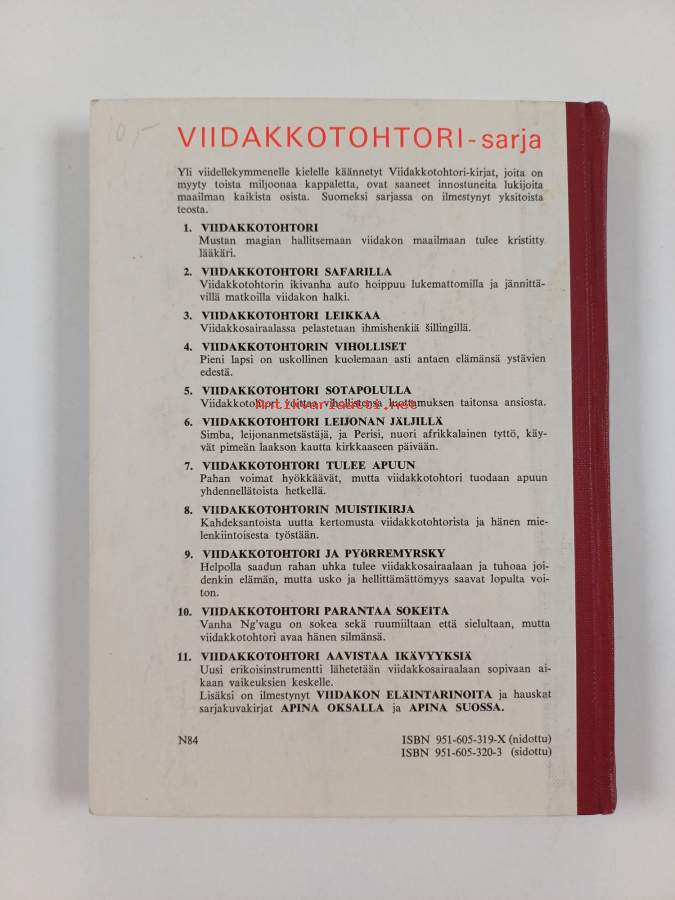 0,-
VIIDAKKOTOHTORI-sarja
Yli viidellekymmenelle kielelle käännetyt Viidakkotohtori-kirjat, joita on
myyty toista miljoonaa kappaletta, ovat saaneet innostuneita lukijoita
maailman kaikista osista. Suomeksi sarjassa on ilmestynyt yksitoista
teosta.
1. VIIDAKKOTOHTORI
Mustan magian hallitsemaan viidakon maailmaan tulee kristitty
lääkäri.
2. VIIDAKKOTOHTORI SAFARILLA
Viidakkotohtorin ikivanha auto hoippuu lukemattomilla ja jännittä-
villä matkoilla viidakon halki.
3. VIIDAKKOTOHTORI LEIKKAA
Viidakkosairaalassa pelastetaan ihmishenkiä šillingillä.
4. VIIDAKKOTOHTORIN VIHOLLISET
Pieni lapsi on uskollinen kuolemaan asti antaen elämänsä ystävien
edestä.
5. VIIDAKKOTOHTORI SOTAPOLULLA
Viidakkotohtori voittaa vihollistensa luottamuksen taitonsa ansiosta.
Antikvariaatti.net
6. VIIDAKKOTOHTORI LEIJONAN JÄLJILLÄ
Simba, leijonanmetsästäjä, ja Perisi, nuori afrikkalainen tyttö, käy-
vät pimeän laakson kautta kirkkaaseen päivään.
7. VIIDAKKOTOHTORI TULEE APUUN
Pahan voimat hyökkäävät, mutta viidakkotohtori tuodaan apuun
yhdennellätoista hetkellä.
8. VIIDAKKOTOHTORIN MUISTIKIRJA
Kahdeksantoista uutta kertomusta viidakkotohtorista ja hänen mie-
lenkiintoisesta työstään.
9. VIIDAKKOTOHTORI JA PYÖRREMYRSKY
Helpolla saadun rahan uhka tulee viidakkosairaalaan ja tuhoaa joi-
denkin elämän, mutta usko ja hellittämättömyys saavat lopulta voi-
ton.
10. VIIDAKKOTOHTORI PARANTAA SOKEITA
Vanha Ng'vagu on sokea sekä ruumiiltaan että sielultaan, mutta
viidakkotohtori avaa hänen silmänsä.
11. VIIDAKKOTOHTORI AAVISTAA IKÄVYYKSIÄ
Uusi erikoisinstrumentti lähetetään viidakkosairaalaan sopivaan ai-
kaan vaikeuksien keskelle.
Lisäksi on ilmestynyt VIIDAKON ELÄINTARINOITA ja hauskat
sarjakuvakirjat APINA OKSALLA ja APINA SUOSSA.
N84
ISBN 951-605-319-X (nidottu)
ISBN 951-605-320-3 (sidottu)